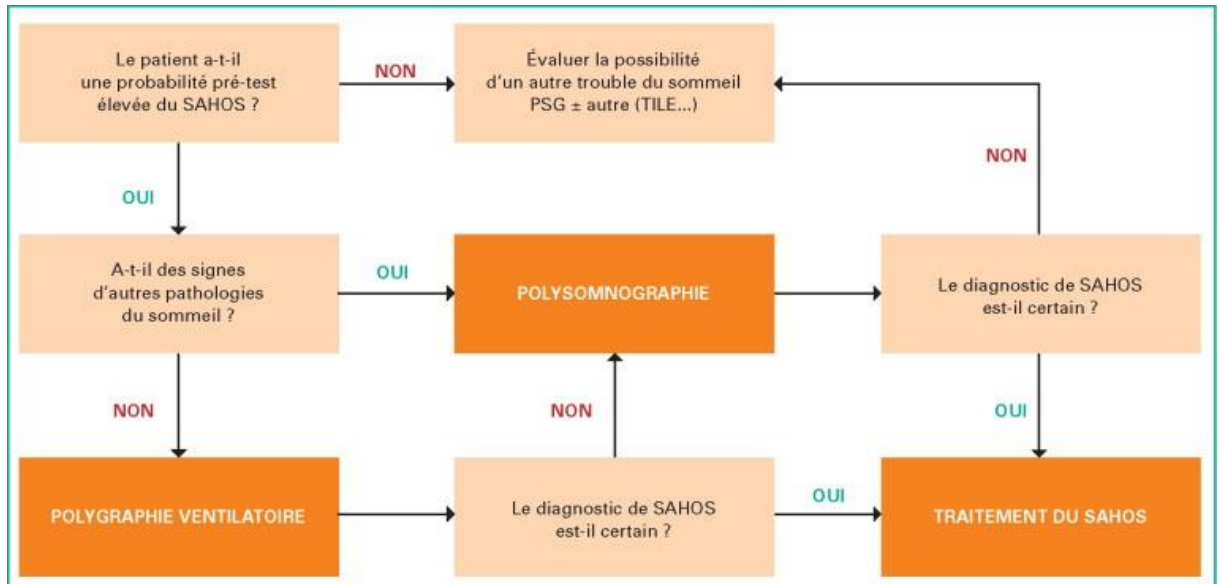 Le patient a-t-il
une probabilité pré-test
élevée du SAHOS ?
NON
Évaluer la possibilité
d'un autre trouble du sommeil
PSG ± autre (TILE...)
OUI
NON
A-t-il des signes
d'autres pathologies
du sommeil ?
OUI
POLYSOMNOGRAPHIE
Le diagnostic de SAHOS
est-il certain ?
NON
NON
OUI
POLYGRAPHIE VENTILATOIRE
Le diagnostic de SAHOS
est-il certain ?
OUI
TRAITEMENT DU SAHOS